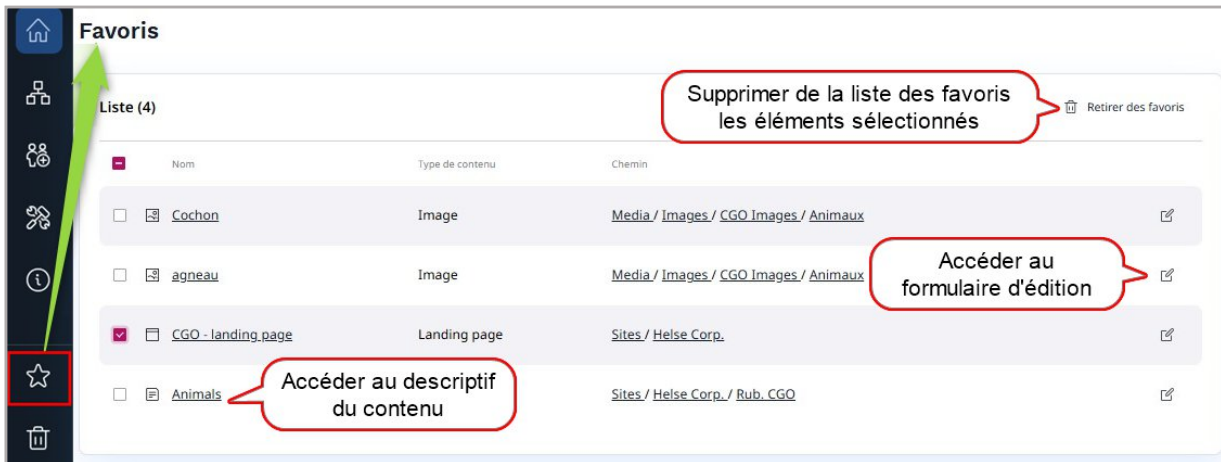 Favoris
Liste (4)
Supprimer de la liste des favoris
les éléments sélectionnés
Retirer des favoris
Nom Type de contenu Chemin
Cochon Image Media / Images / CGO Images / Animaux
agneau Image Media / Images / CGO Images / Animaux
Accéder au
formulaire d'édition
CGO - landing page Landing page Sites / Helse Corp.
Animals Sites / Helse Corp. / Rub. CGO
Accéder au descriptif
du contenu